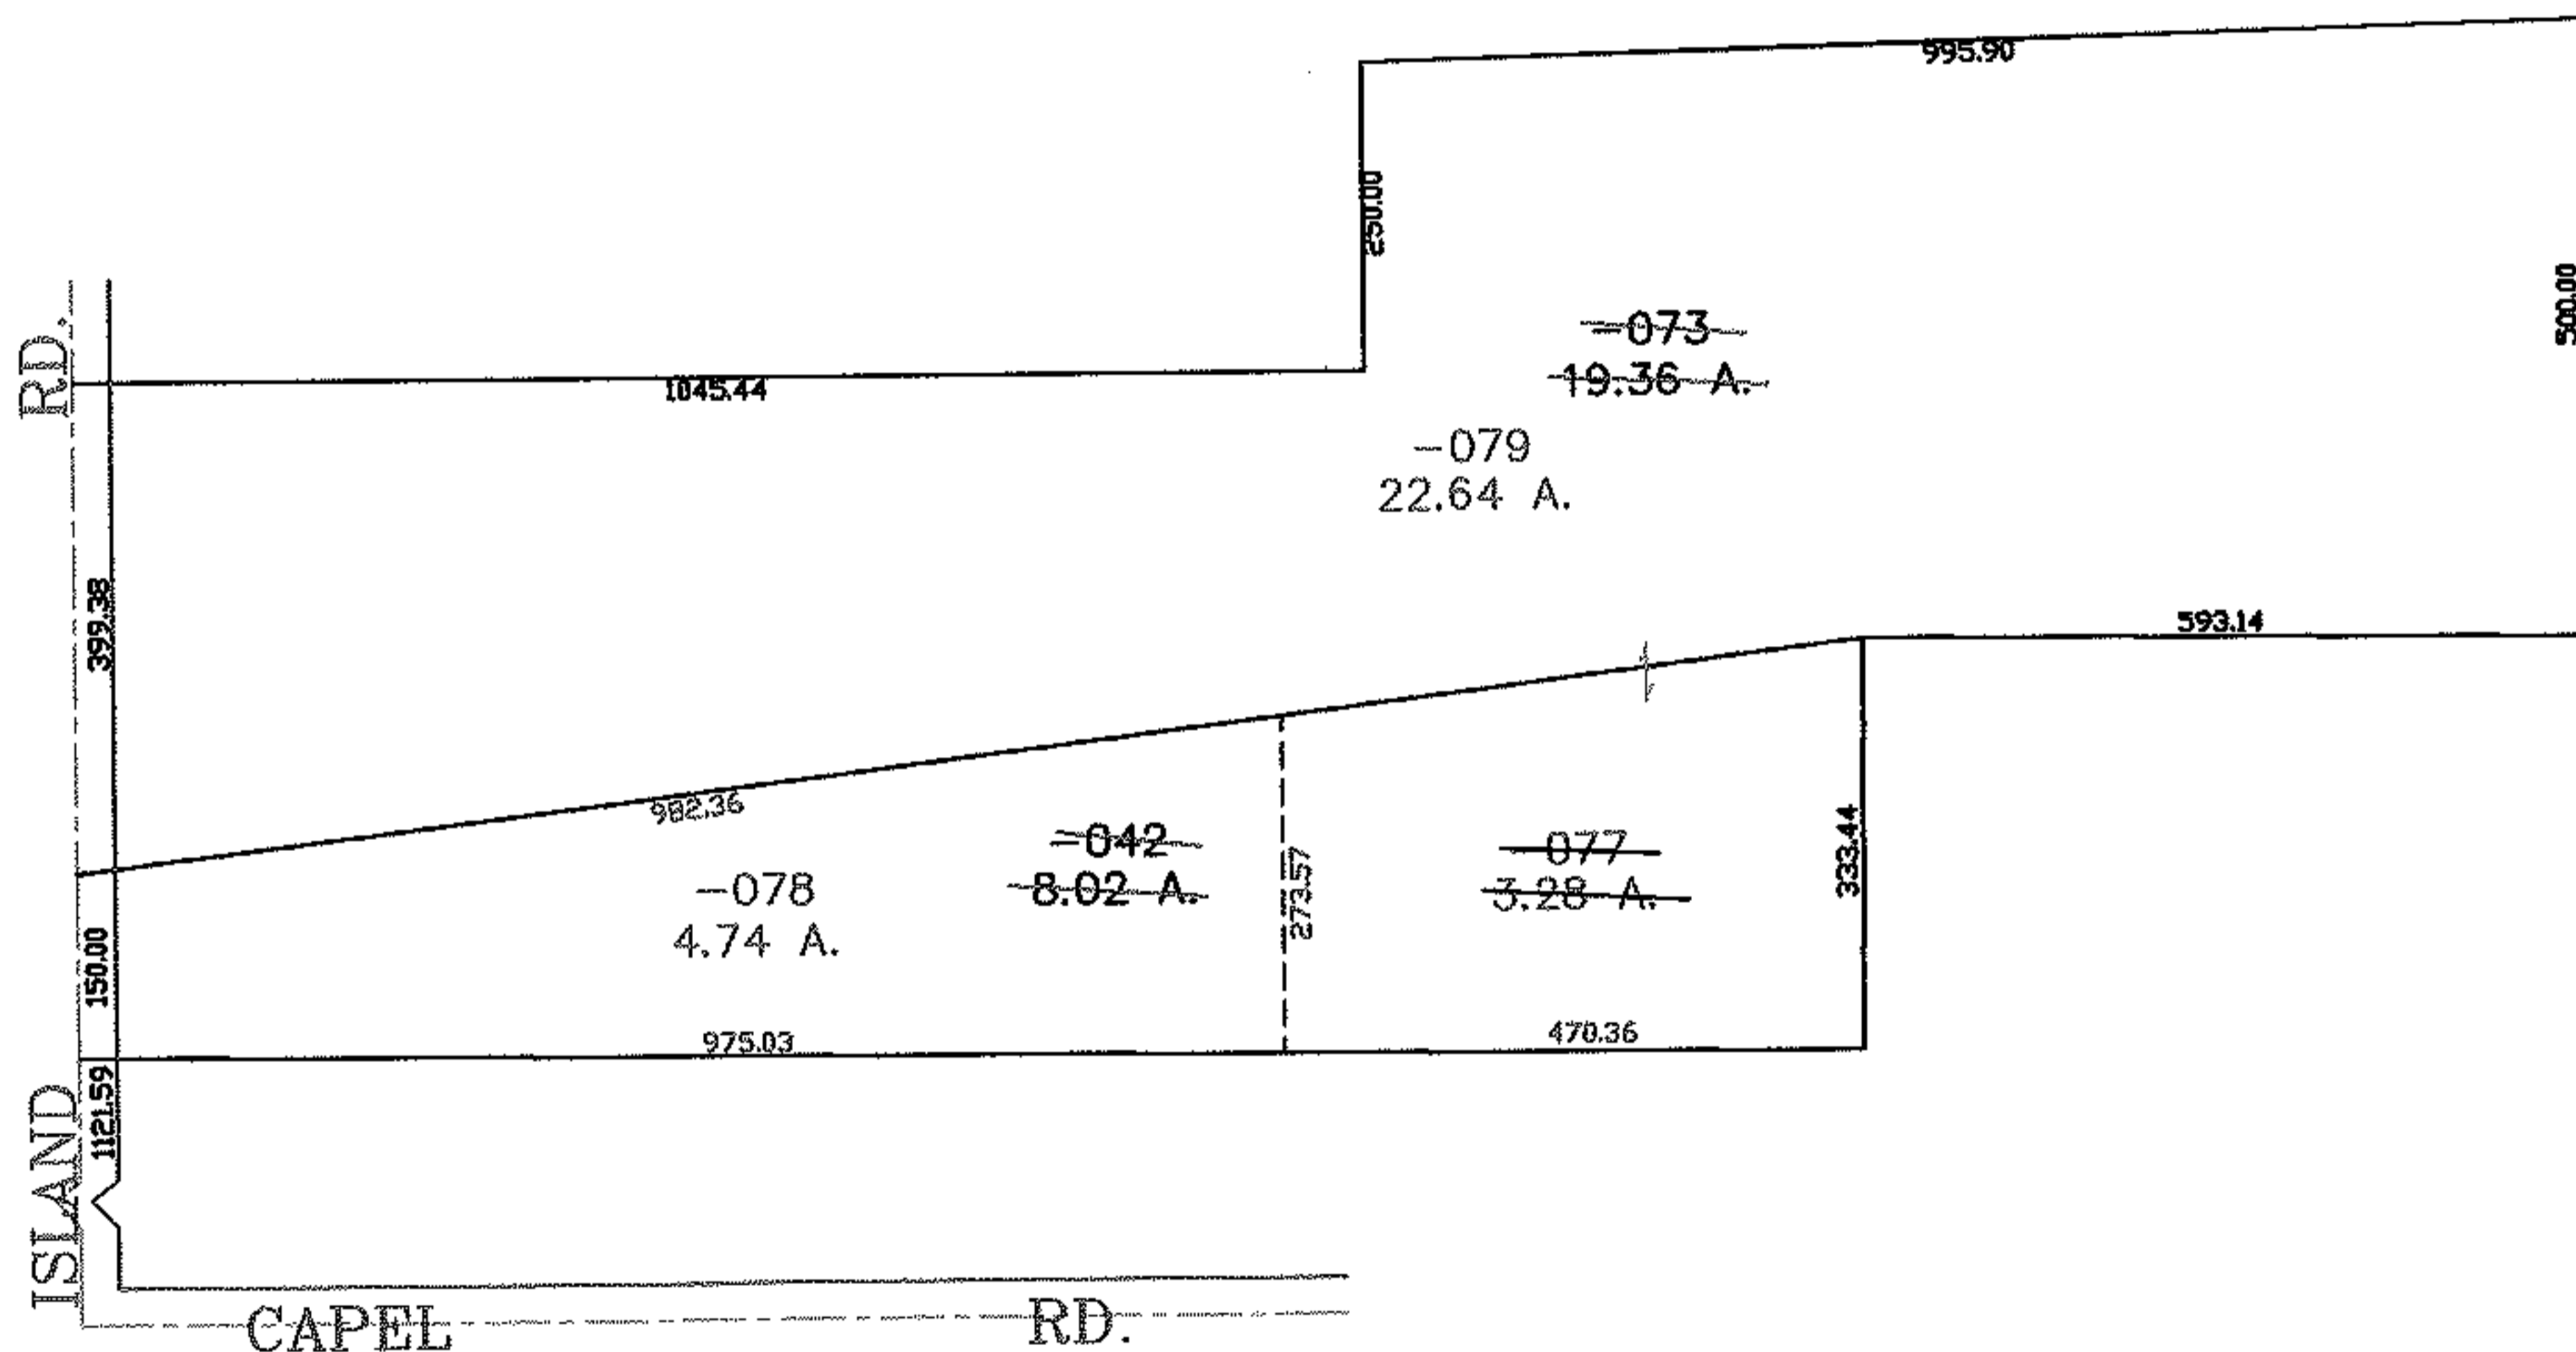 995.90
250.00
500.00
-073
19.36 A.
RD.
1045.44
-079
22.64 A.
399.38
593.14
982.36
-042
8.02 A.
-077
3.28 A.
333.44
273.57
-078
4.74 A.
150.00
975.03
470.36
1121.59
ISLAND
CAPEL RD.